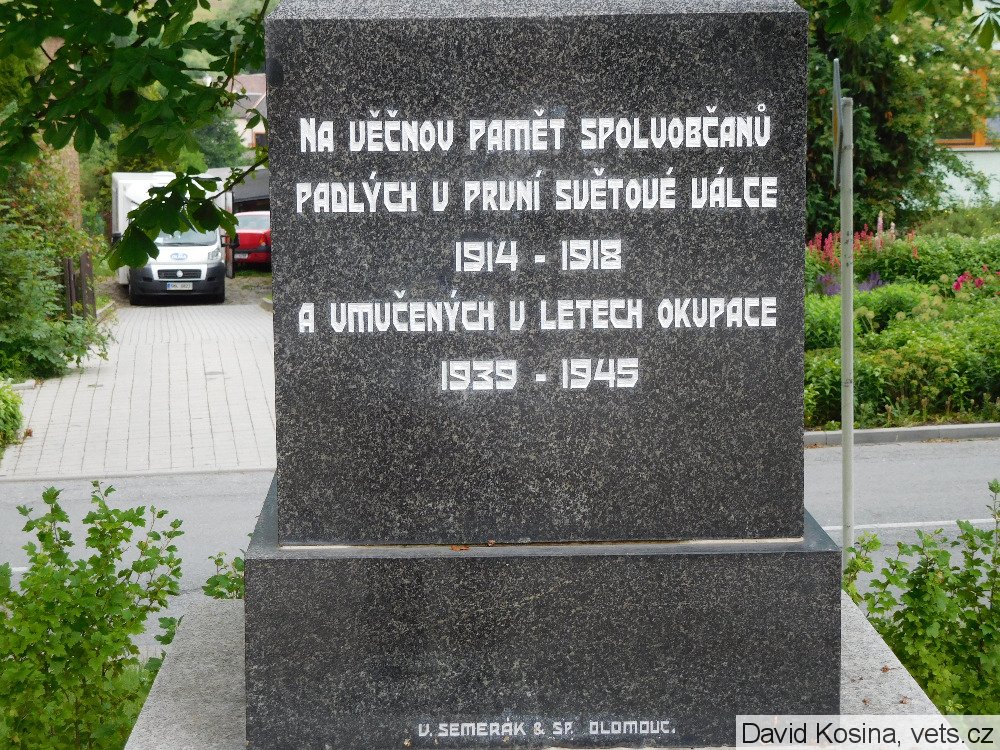 NA VĚČNOU PAMĚT SPOLUOBČANŮ
PADLÝCH V PRVNÍ SVĚTOVÉ VÁLCE
1914 - 1918
A UMUČENÝCH V LETECH OKUPACE
1939 - 1945
V. SEMERÁK & SP. OLOMOUC.
David Kosina, vets.cz